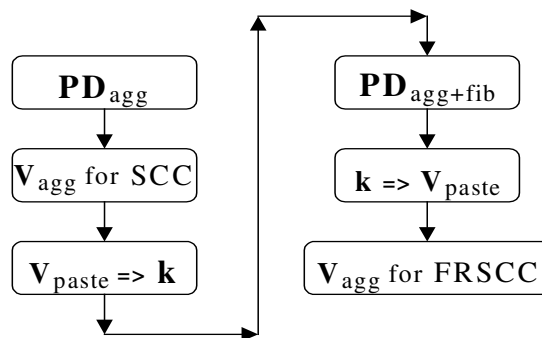 PDagg
Vagg for SCC
Vpaste => k
PDagg+fib
k => Vpaste
Vagg for FRSCC